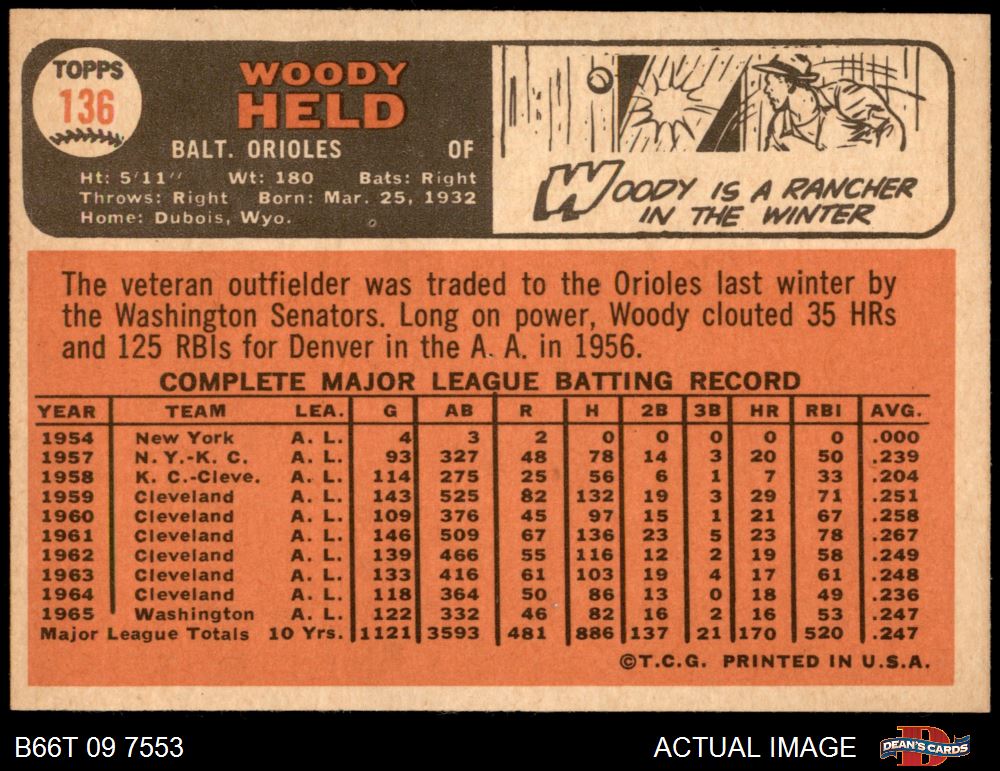 TOPPS
136
WOODY
HELD
BALT. ORIOLES OF
Ht: 5'11" Wt: 180 Bats: Right
Throws: Right Born: Mar. 25, 1932
Home: Dubois, Wyo.
WOODY IS A RANCHER
IN THE WINTER
The veteran outfielder was traded to the Orioles last winter by
the Washington Senators. Long on power, Woody clouted 35 HRs
and 125 RBIs for Denver in the A. A. in 1956.
COMPLETE MAJOR LEAGUE BATTING RECORD
YEAR TEAM LEA. G AB R H 2B 3B HR RBI AVG.
1954 New York A. L. 4 3 2 0 0 0 0 0 .000
1957 N. Y.-K. C. A. L. 93 327 48 78 14 3 20 50 .239
1958 K. C.-Cleve. A. L. 114 275 25 56 6 1 7 33 .204
1959 Cleveland A. L. 143 525 82 132 19 3 29 71 .251
1960 Cleveland A. L. 109 376 45 97 15 1 21 67 .258
1961 Cleveland A. L. 146 509 67 136 23 5 23 78 .267
1962 Cleveland A. L. 139 466 55 116 12 2 19 58 .249
1963 Cleveland A. L. 133 416 61 103 19 4 17 61 .248
1964 Cleveland A. L. 118 364 50 86 13 0 18 49 .236
1965 Washington A. L. 122 332 46 82 16 2 16 53 .247
Major League Totals 10 Yrs. 1121 3593 481 886 137 21 170 520 .247
©T.C.G. PRINTED IN U.S.A.
B66T 09 7553 ACTUAL IMAGE DEAN'S CARDS